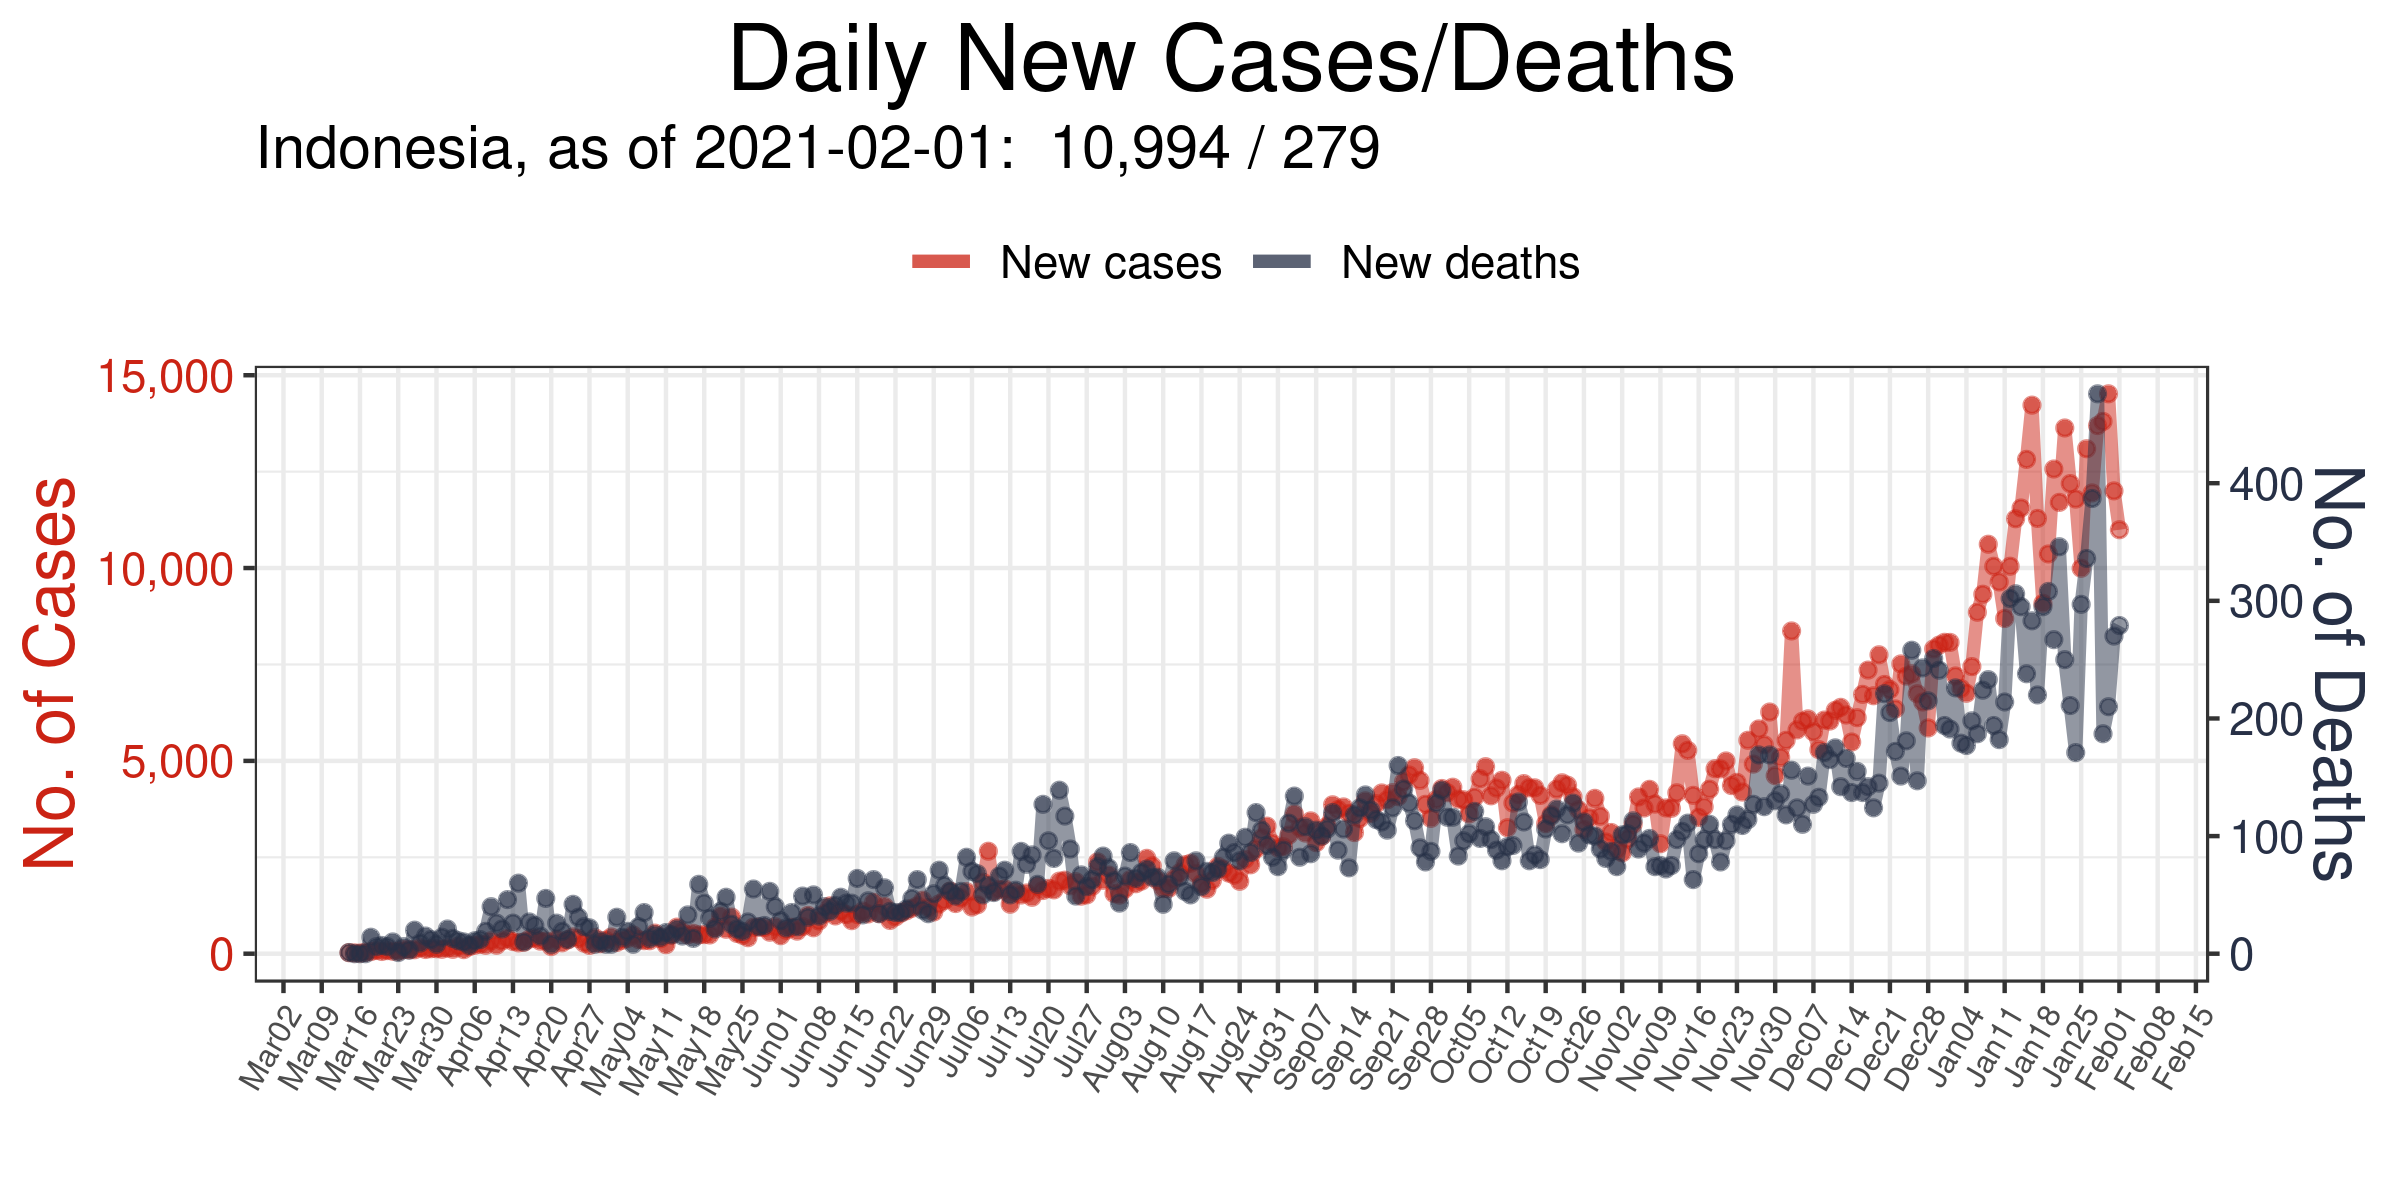 Daily New Cases/Deaths
Indonesia, as of 2021-02-01:  10,994 / 279
New cases
New deaths
No. of Cases
15,000
10,000
5,000
0
400
300
200
100
0
No. of Deaths
Mar02
Mar09
Mar16
Mar23
Mar30
Apr06
Apr13
Apr20
Apr27
May04
May11
May18
May25
Jun01
Jun08
Jun15
Jun22
Jun29
Jul06
Jul13
Jul20
Jul27
Aug03
Aug10
Aug17
Aug24
Aug31
Sep07
Sep14
Sep21
Sep28
Oct05
Oct12
Oct19
Oct26
Nov02
Nov09
Nov16
Nov23
Nov30
Dec07
Dec14
Dec21
Dec28
Dec04
Jan11
Jan18
Jan25
Feb01
Feb08
Feb15